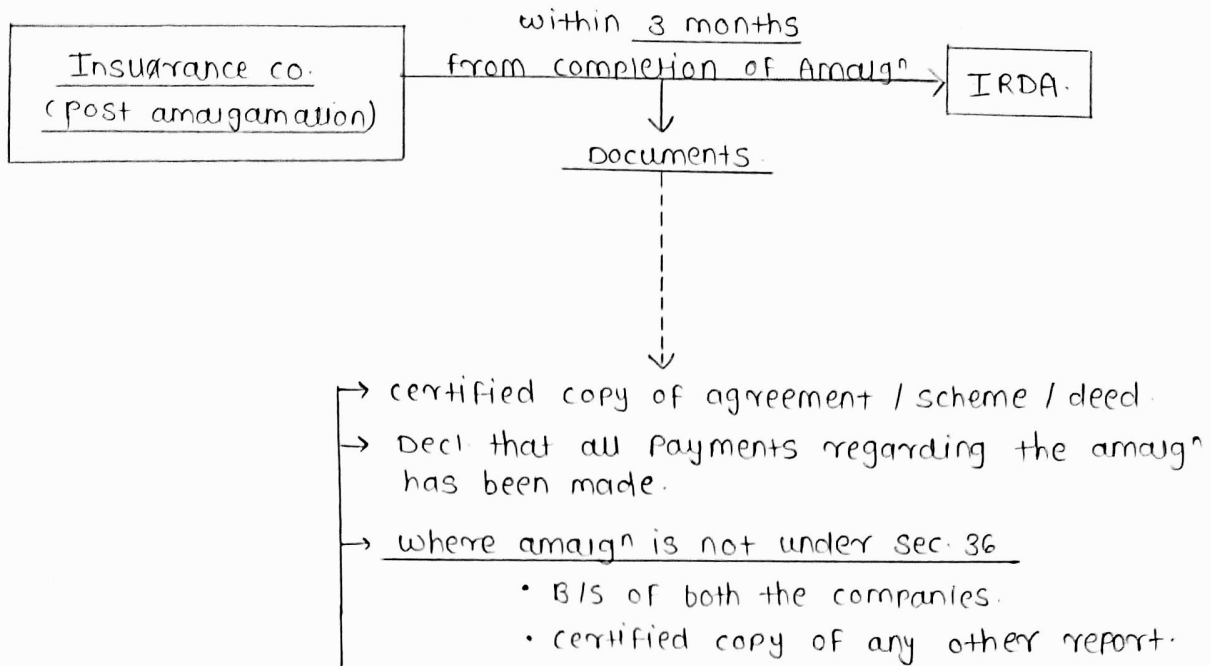 within 3 months
Insuarance co.
(post amalgamation)
from completion of Amalgⁿ
IRDA.
Documents.
→ certified copy of agreement / scheme / deed.
→ Decl. that all payments regarding the amalgⁿ
has been made.
→ where amalgⁿ is not under sec. 36
• B/S of both the companies.
• certified copy of any other report.